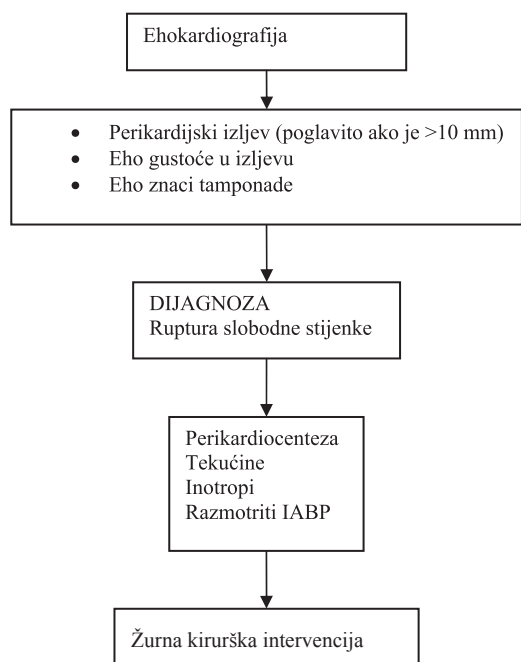 Ehokardiografija
• Perikardijski izljev (poglavito ako je >10 mm)
• Eho gustoće u izljevu
• Eho znaci tamponade
DIJAGNOZA
Ruptura slobodne stijenke
Perikardiocenteza
Tekućine
Inotropi
Razmotriti IABP
Žurna kirurška intervencija